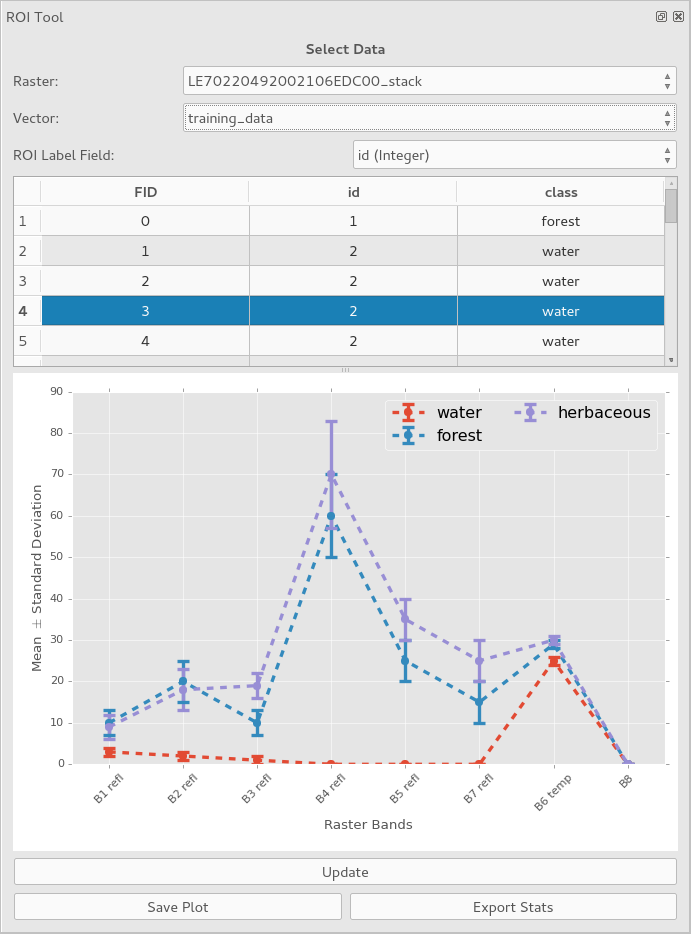 ROI Tool
Select Data
Raster: LE70220492002106EDC00_stack
Vector: training_data
ROI Label Field: id (Integer)
FID id class
1 0 1 forest
2 1 2 water
3 2 2 water
4 3 2 water
5 4 2 water
90
80
70
60
50
40
30
20
10
0
Mean ± Standard Deviation
water herbaceous
forest
B1 refl B2 refl B3 refl B4 refl B5 refl B7 refl B6 temp B8
Raster Bands
Update
Save Plot Export Stats